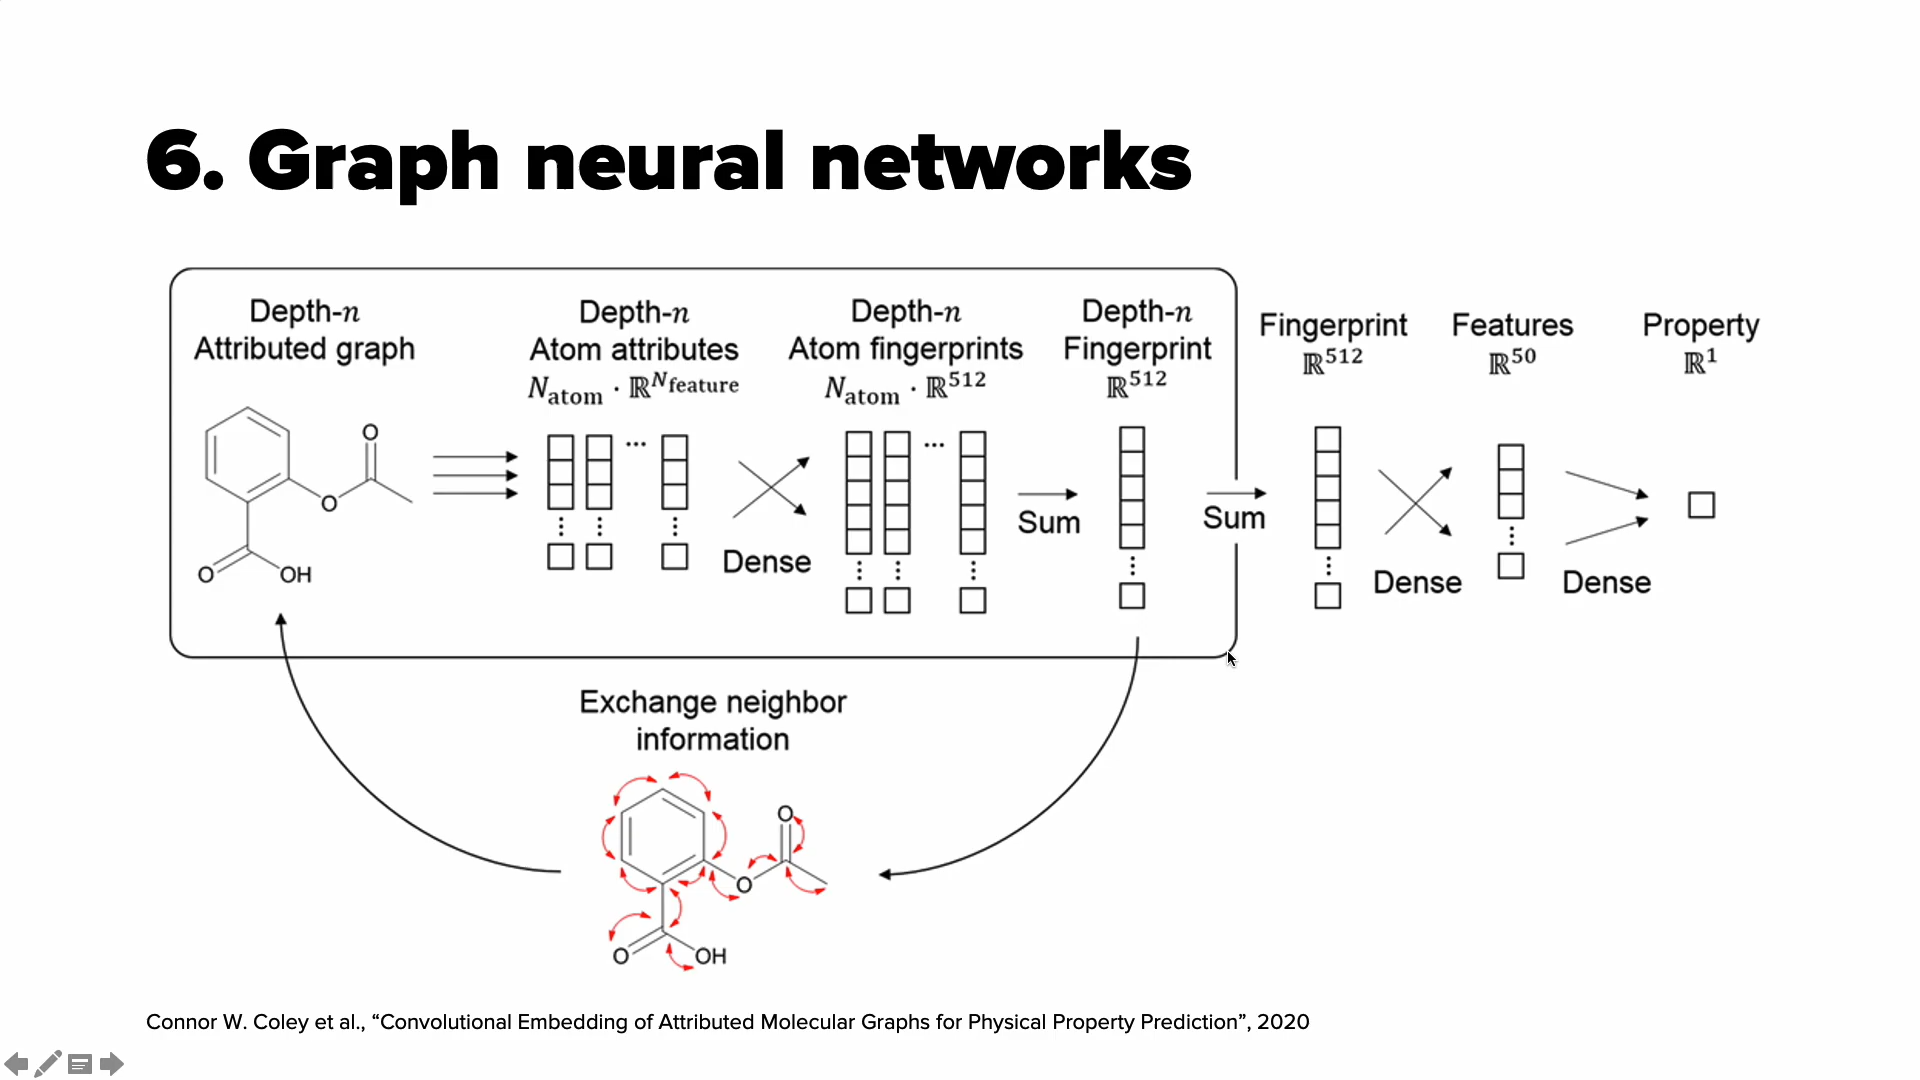 6. Graph neural networks
Depth-n
Attributed graph
Depth-n
Atom attributes
N_atom · ℝ^N_feature
Depth-n
Atom fingerprints
N_atom · ℝ^512
Depth-n
Fingerprint
ℝ^512
Fingerprint
ℝ^512
Features
ℝ^50
Property
ℝ^1
O
O
O
OH
...
...
Dense
Sum
Sum
Dense
Dense
Exchange neighbor
information
O
O
O
OH
Connor W. Coley et al., “Convolutional Embedding of Attributed Molecular Graphs for Physical Property Prediction”, 2020